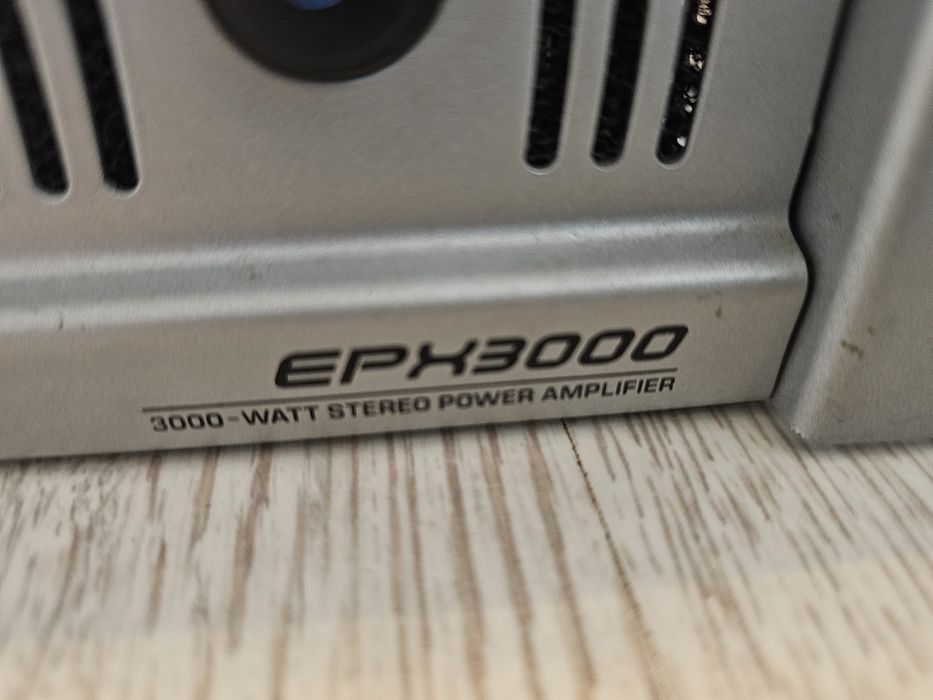 EPX3000
3000-WATT STEREO POWER AMPLIFIER